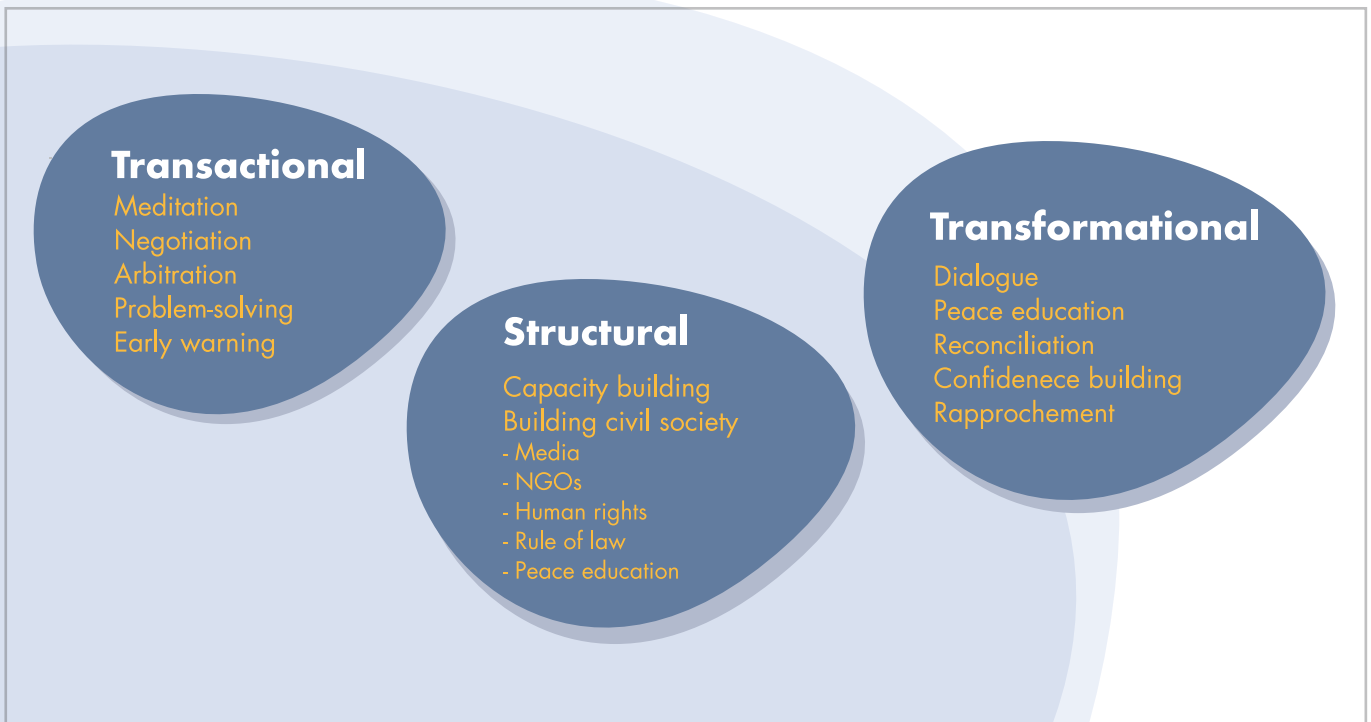 Transactional
Meditation
Negotiation
Arbitration
Problem-solving
Early warning
Structural
Capacity building
Building civil society
- Media
- NGOs
- Human rights
- Rule of law
- Peace education
Transformational
Dialogue
Peace education
Reconciliation
Confidenece building
Rapprochement